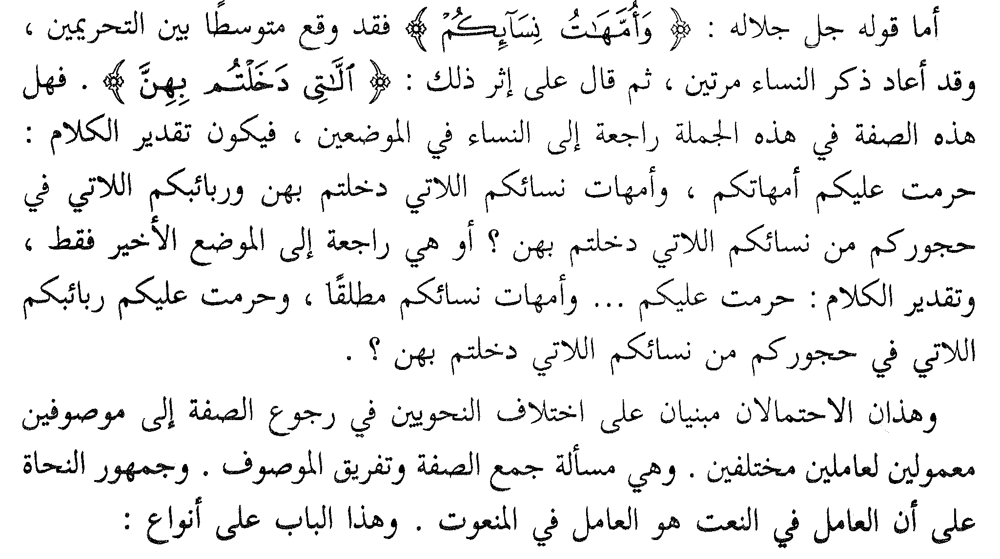 أما قوله جل جلاله : ﴿ وَأُمَّهَٰتُ نِسَآئِكُمْ ﴾ فقد وقع متوسطًا بين التحريمين ،
وقد أعاد ذكر النساء مرتين ، ثم قال على إثر ذلك : ﴿ ٱلَّٰتِى دَخَلْتُم بِهِنَّ ﴾ . فهل
هذه الصفة في هذه الجملة راجعة إلى النساء في الموضعين ، فيكون تقدير الكلام :
حرمت عليكم أمهاتكم ، وأمهات نسائكم اللاتي دخلتم بهن وربائبكم اللاتي في
حجوركم من نسائكم اللاتي دخلتم بهن ؟ أو هي راجعة إلى الموضع الأخير فقط ،
وتقدير الكلام : حرمت عليكم ... وأمهات نسائكم مطلقًا ، وحرمت عليكم ربائبكم
اللاتي في حجوركم من نسائكم اللاتي دخلتم بهن ؟ .
وهذان الاحتمالان مبنيان على اختلاف النحويين في رجوع الصفة إلى موصوفين
معمولين لعاملين مختلفين . وهي مسألة جمع الصفة وتفريق الموصوف . وجمهور النحاة
على أن العامل في النعت هو العامل في المنعوت . وهذا الباب على أنواع :